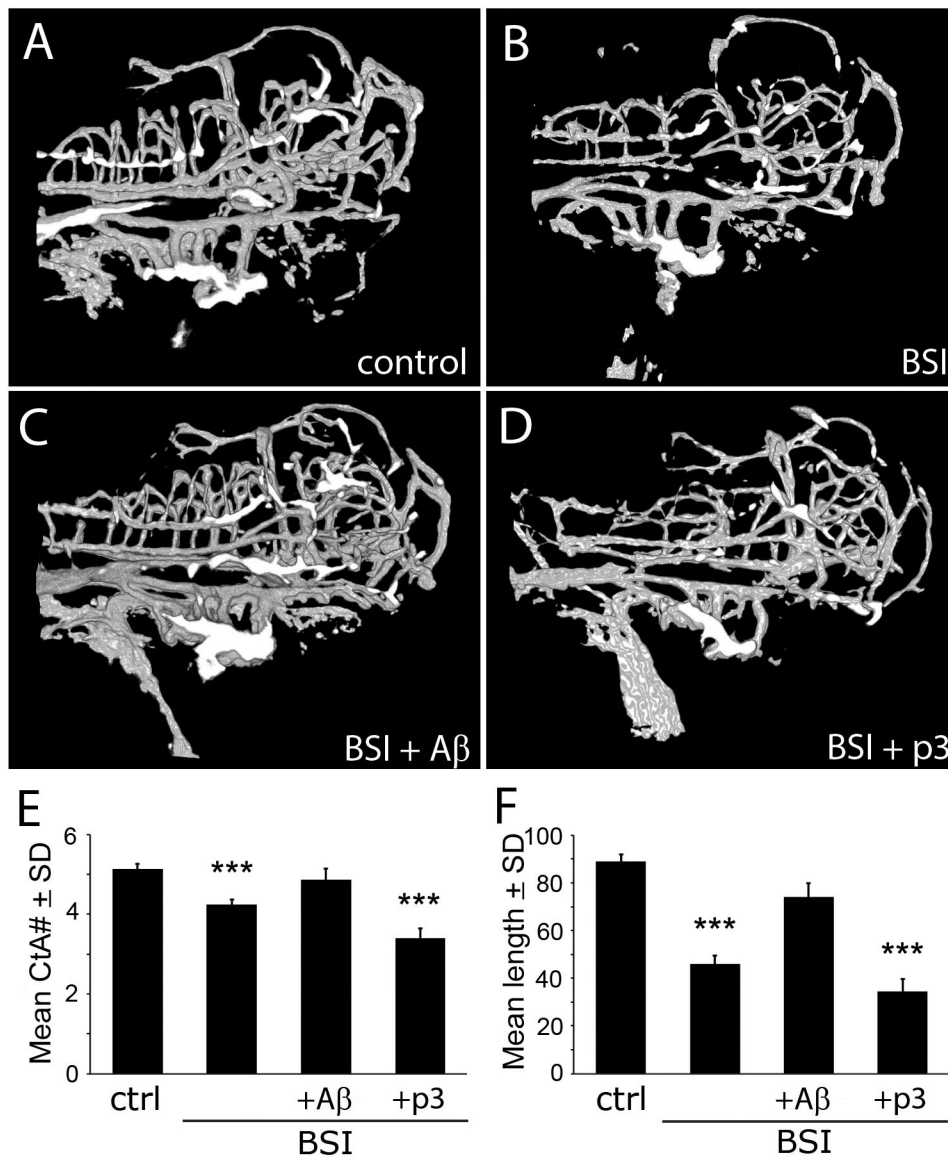 A
control
B
BSI
C
BSI + Aβ
D
BSI + p3
E
Mean CtA# ± SD
6
4
2
0
***
***
ctrl
+Aβ
+p3
BSI
F
Mean length ± SD
100
80
60
40
20
0
***
***
ctrl
+Aβ
+p3
BSI